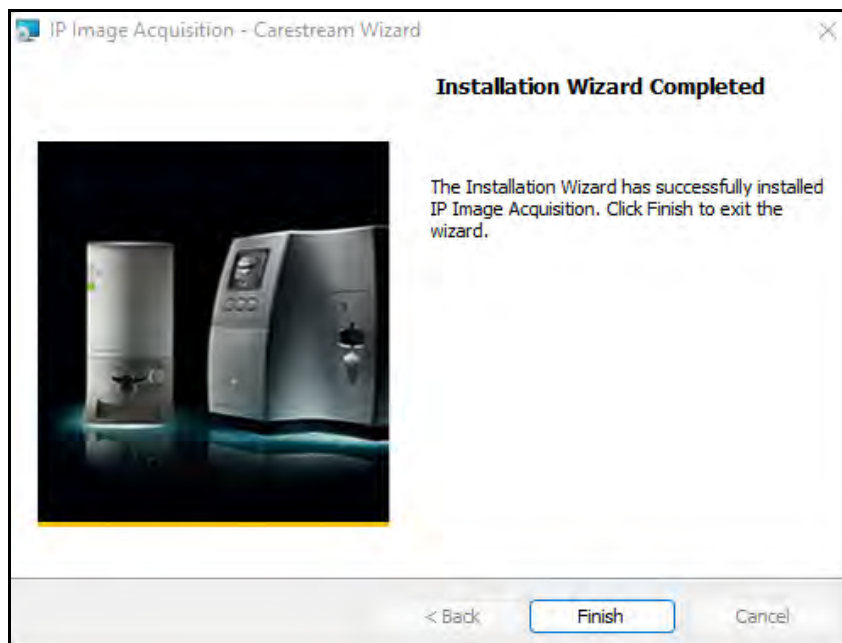 IP Image Acquisition - Carestream Wizard
Installation Wizard Completed
The Installation Wizard has successfully installed
IP Image Acquisition. Click Finish to exit the
wizard.
< Back
Finish
Cancel